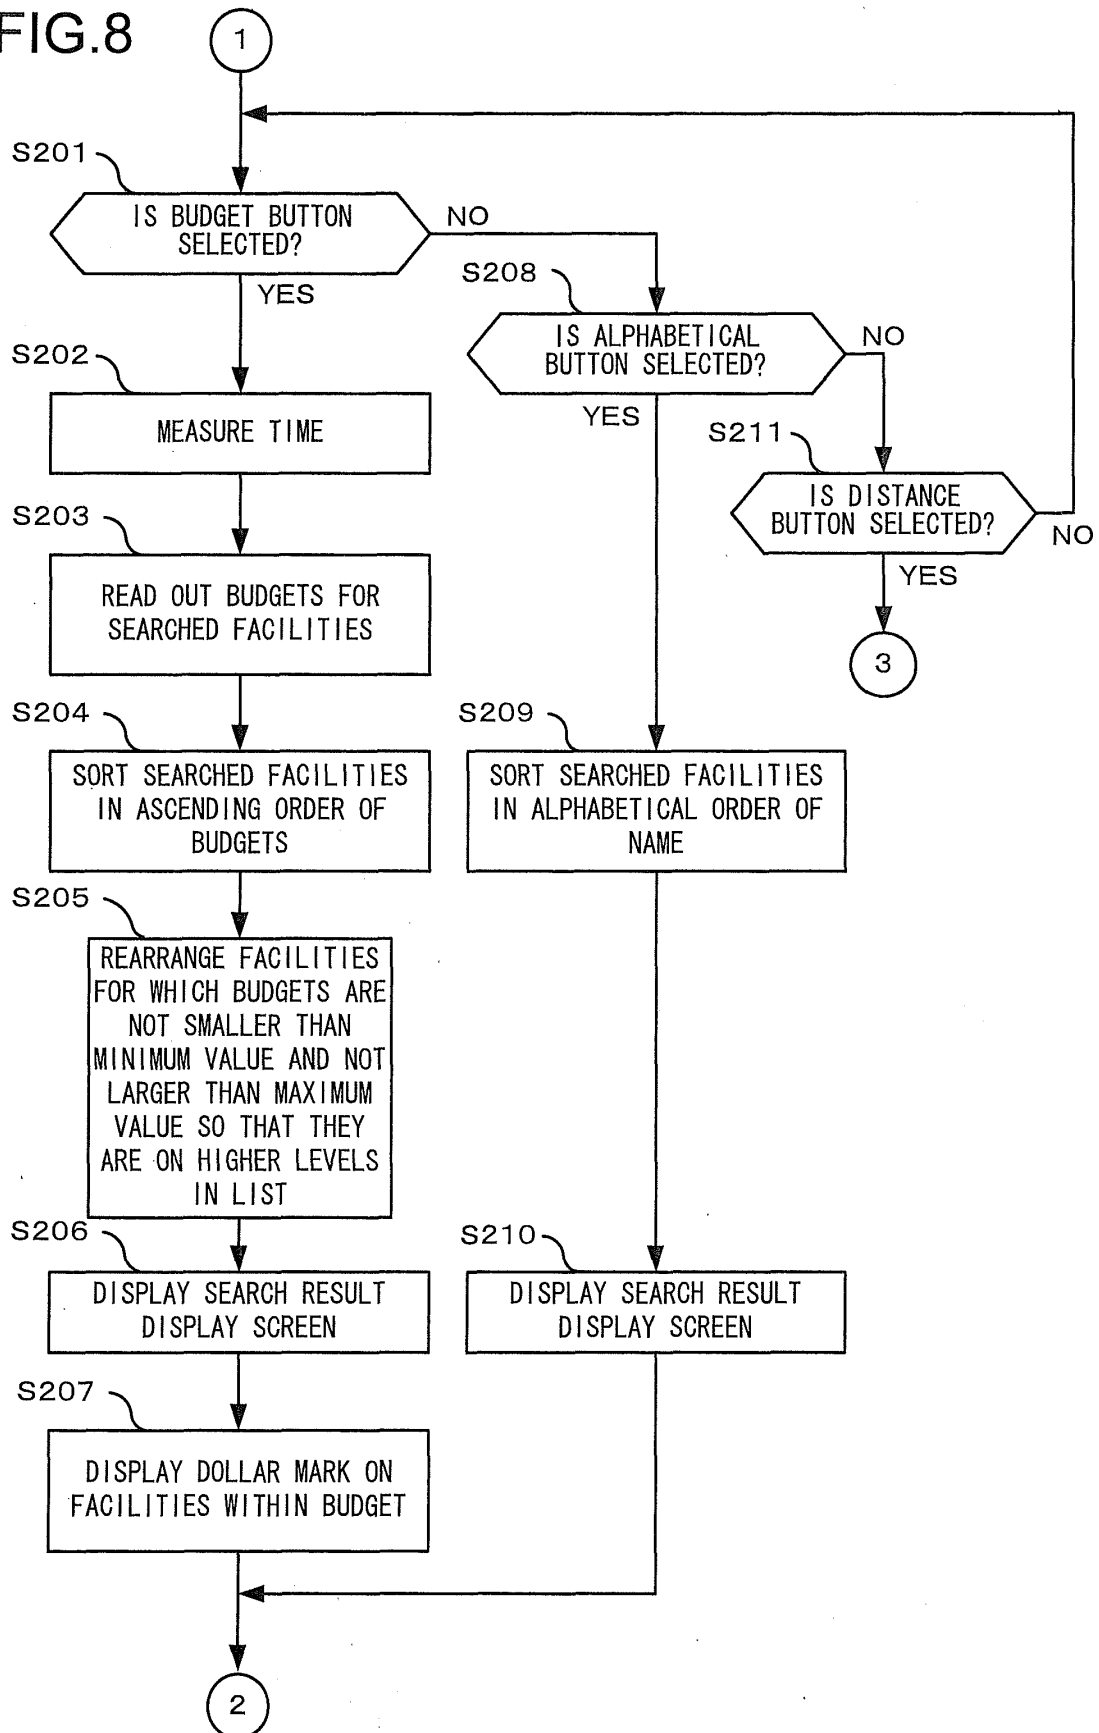 FIG.8
1
S201
IS BUDGET BUTTON
SELECTED?
NO
YES
S202
MEASURE TIME
S203
READ OUT BUDGETS FOR
SEARCHED FACILITIES
S204
SORT SEARCHED FACILITIES
IN ASCENDING ORDER OF
BUDGETS
S205
REARRANGE FACILITIES
FOR WHICH BUDGETS ARE
NOT SMALLER THAN
MINIMUM VALUE AND NOT
LARGER THAN MAXIMUM
VALUE SO THAT THEY
ARE ON HIGHER LEVELS
IN LIST
S206
DISPLAY SEARCH RESULT
DISPLAY SCREEN
S207
DISPLAY DOLLAR MARK ON
FACILITIES WITHIN BUDGET
2
S208
IS ALPHABETICAL
BUTTON SELECTED?
NO
YES
S209
SORT SEARCHED FACILITIES
IN ALPHABETICAL ORDER OF
NAME
S210
DISPLAY SEARCH RESULT
DISPLAY SCREEN
S211
IS DISTANCE
BUTTON SELECTED?
NO
YES
3